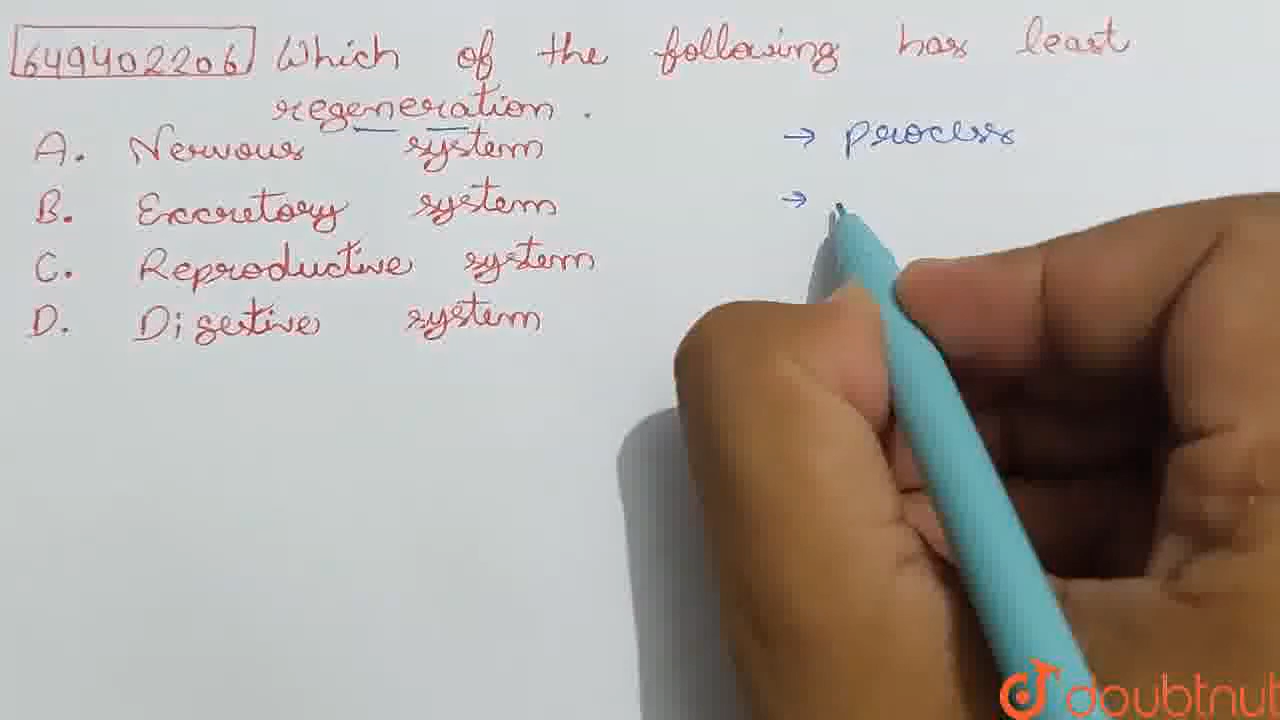 649402206 Which of the following has least
regeneration.
A. Nervous system
B. Excretory system
C. Reproductive system
D. Digestive system
→ process
→
doubtnut